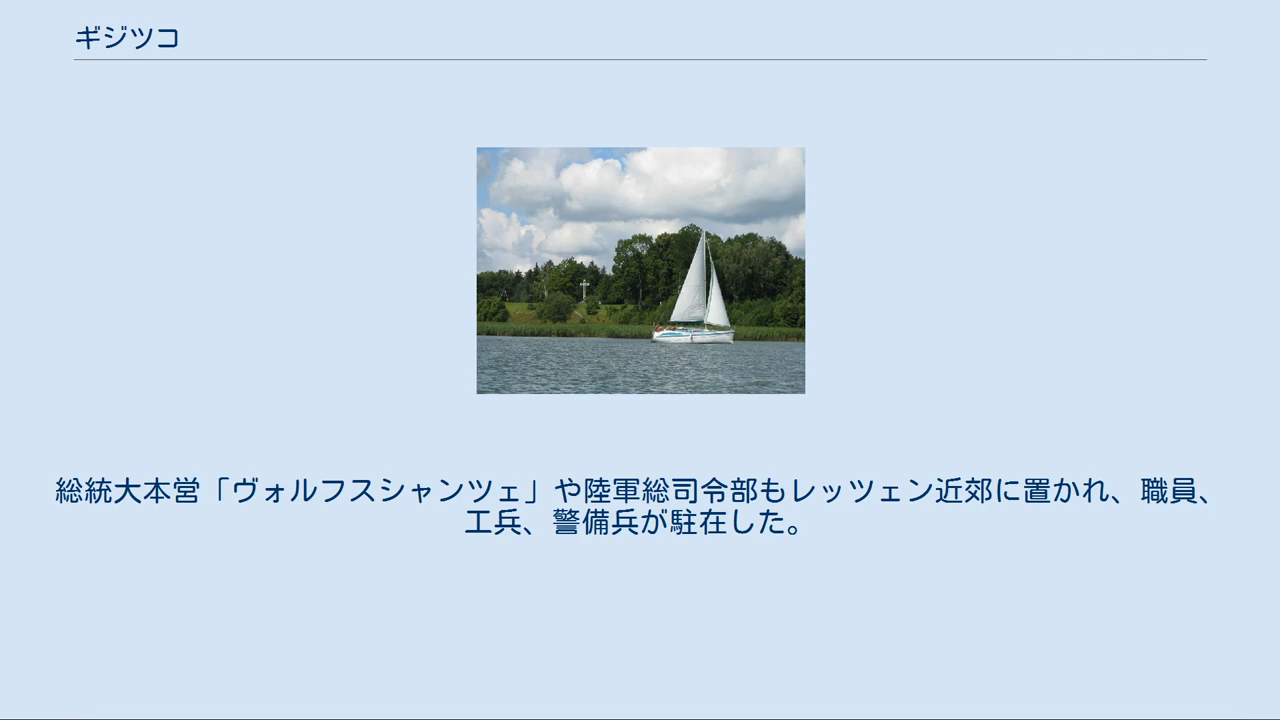 ギジツコ
総統大本営「ヴォルフスシャンツェ」や陸軍総司令部もレッツェン近郊に置かれ、職員、
工兵、警備兵が駐在した。